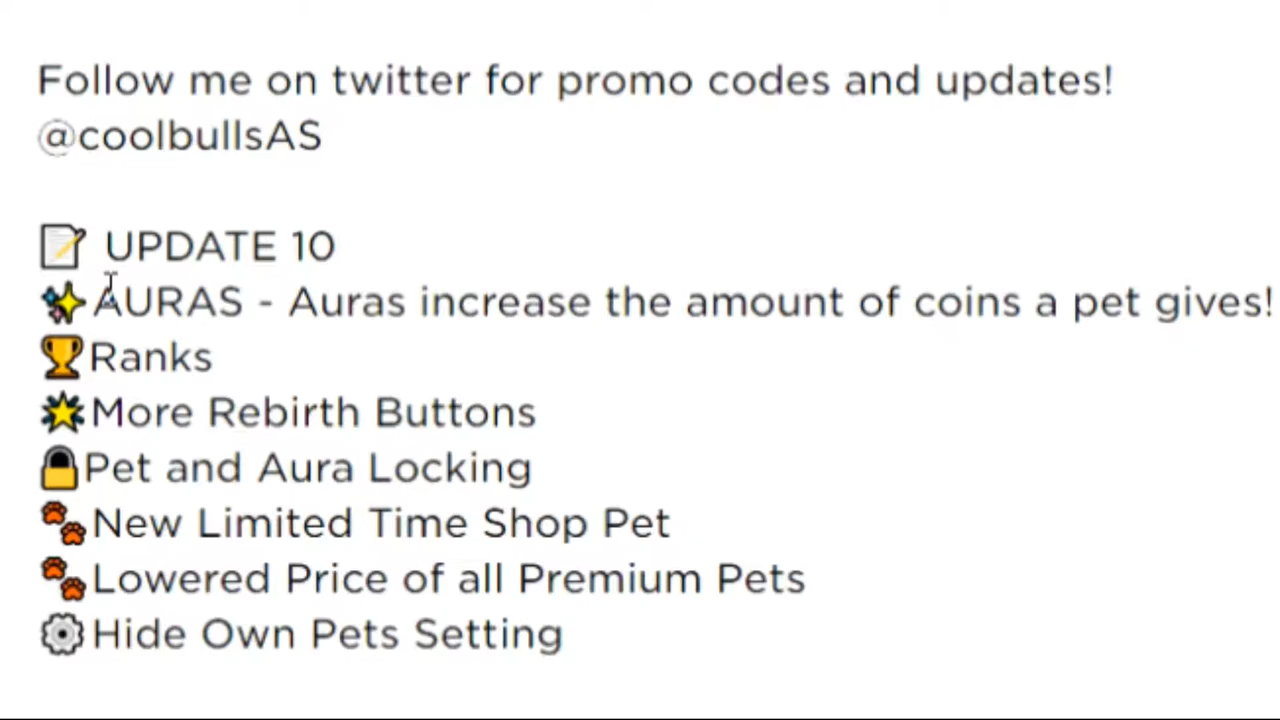 Follow me on twitter for promo codes and updates!
@coolbullsAS
📝 UPDATE 10
✨AURAS - Auras increase the amount of coins a pet gives!
🏆Ranks
🌟More Rebirth Buttons
🔒Pet and Aura Locking
🐾New Limited Time Shop Pet
🐾Lowered Price of all Premium Pets
⚙️Hide Own Pets Setting